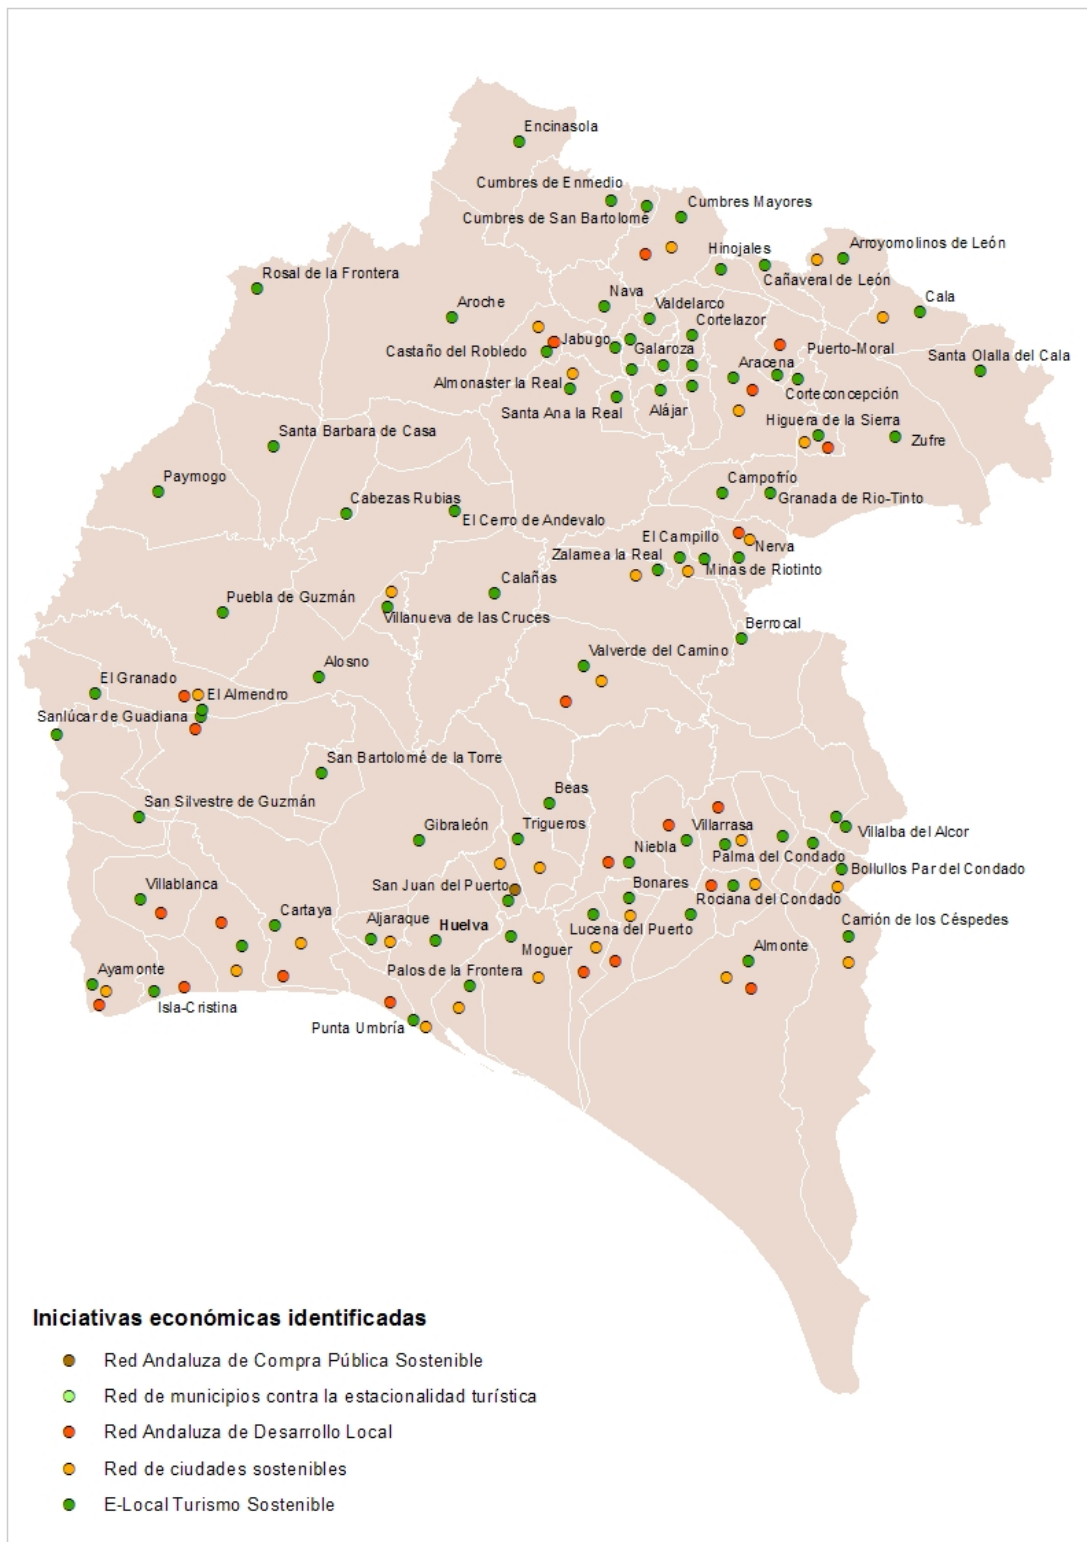 Encinasola
Cumbres de Enmedio
Cumbres Mayores
Cumbres de San Bartolomé
Arroyomolinos de León
Hinojales
Rosal de la Frontera
Cañaveral de León
Nava
Cala
Aroche
Valdelarco
Cortelazor
Jabugo
Puerto-Moral
Castaño del Robledo
Galaroza
Santa Olalla del Cala
Aracena
Almonaster la Real
Corteconcepción
Santa Ana la Real
Alájar
Higuera de la Sierra
Santa Barbara de Casa
Zufre
Paymogo
Campofrío
Cabezas Rubias
Granada de Rio-Tinto
El Cerro de Andevalo
El Campillo
Nerva
Zalamea la Real
Minas de Riotinto
Calañas
Puebla de Guzmán
Villanueva de las Cruces
Berrocal
Valverde del Camino
Alosno
El Granado
El Almendro
Sanlúcar de Guadiana
San Bartolomé de la Torre
Beas
San Silvestre de Guzmán
Gibraleón
Trigueros
Villarrasa
Villalba del Alcor
Niebla
Palma del Condado
Bollullos Par del Condado
San Juan del Puerto
Villablanca
Bonares
Rociana del Condado
Cartaya
Aljaraque
Huelva
Lucena del Puerto
Carrión de los Céspedes
Moguer
Almonte
Ayamonte
Palos de la Frontera
Isla-Cristina
Punta Umbría
Iniciativas económicas identificadas
Red Andaluza de Compra Pública Sostenible
Red de municipios contra la estacionalidad turística
Red Andaluza de Desarrollo Local
Red de ciudades sostenibles
E-Local Turismo Sostenible